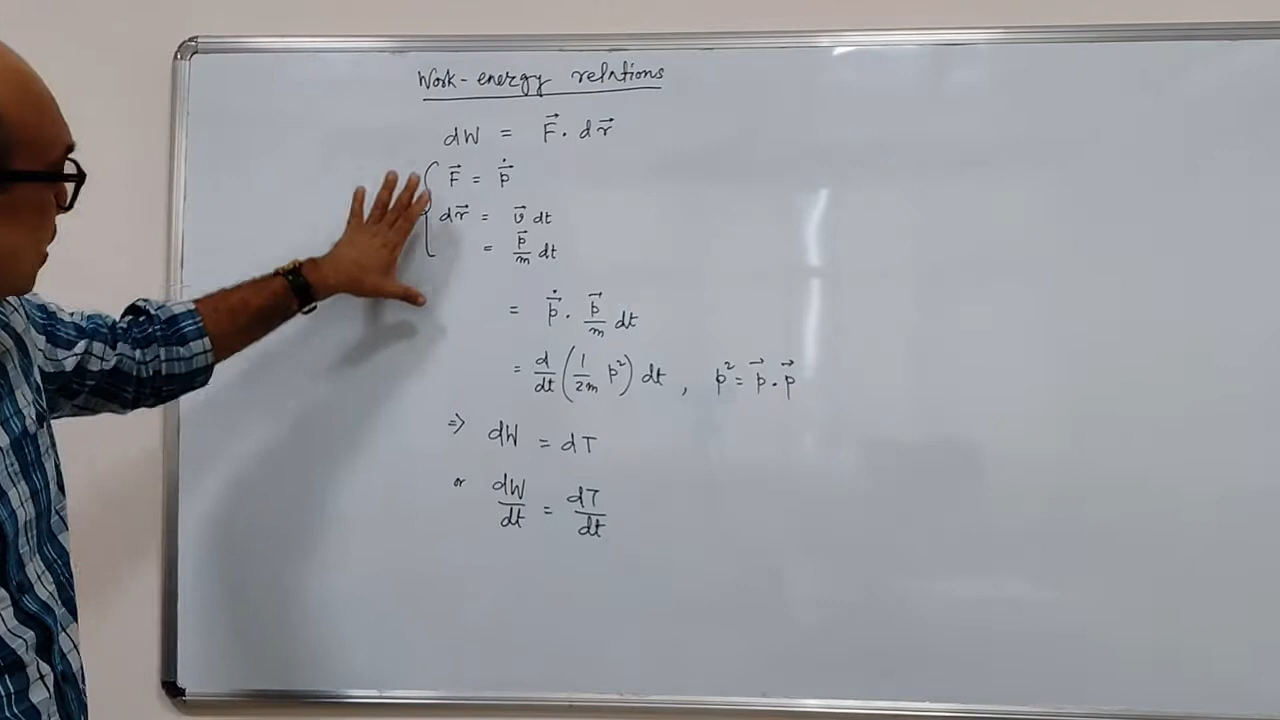 Work-energy relations
dW = F⃗ . dr⃗
F⃗ = ṗ⃗
dr⃗ = v⃗ dt
= p⃗/m dt
= ṗ⃗ . p⃗/m dt
= d/dt (1/2m p²) dt , p² = p⃗ . p⃗
⇒ dW = dT
or dW/dt = dT/dt